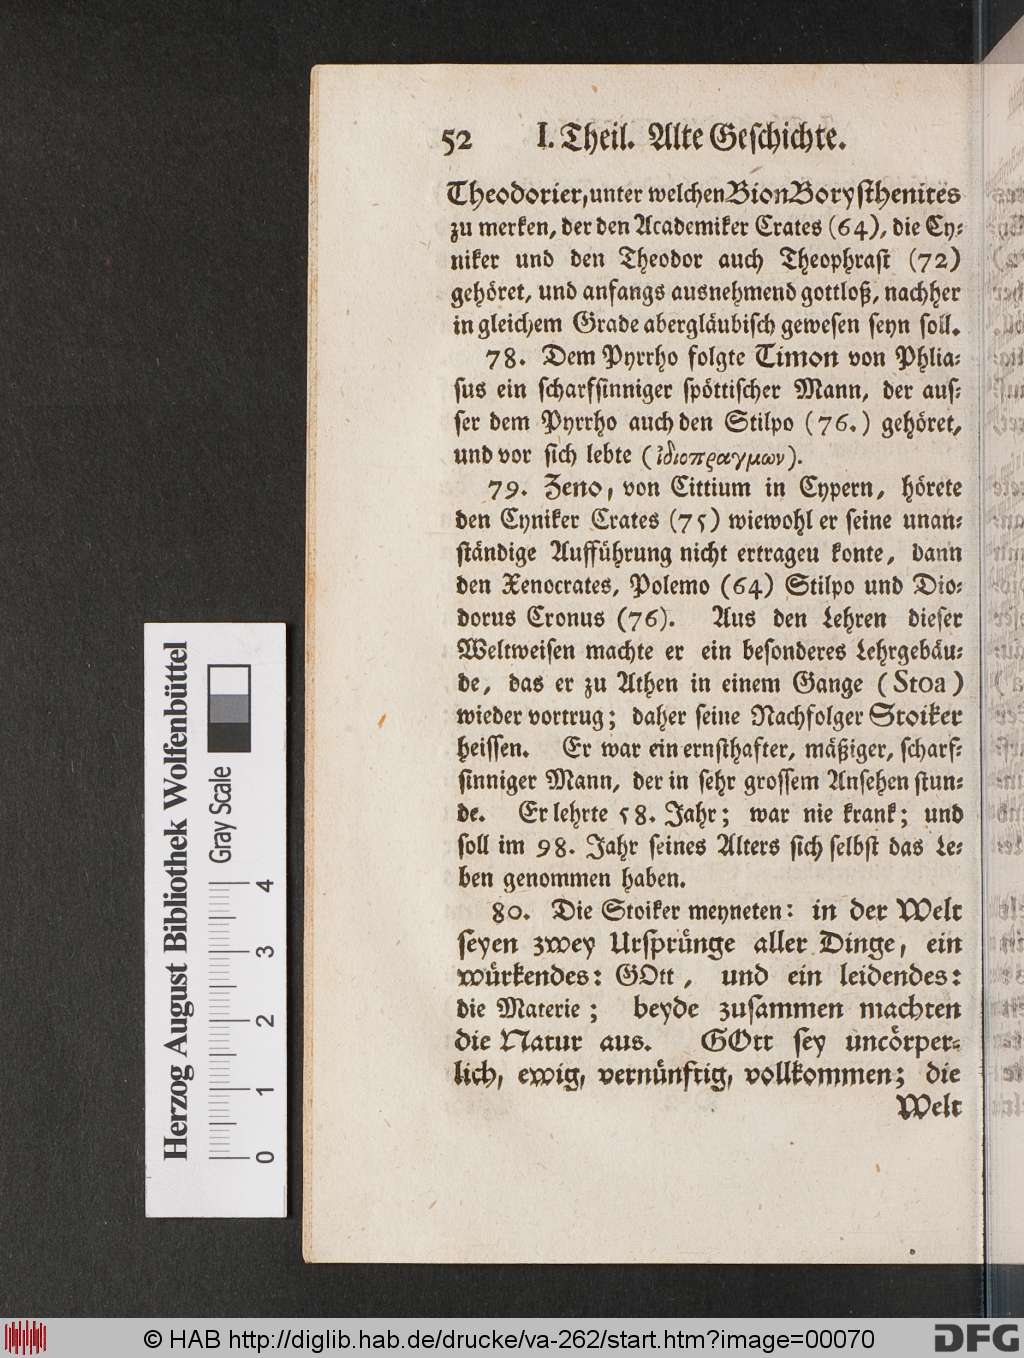 52 I. Theil. Alte Geschichte.
Theodorier, unter welchen Bion Borysthenites
zu merken, der den Academiker Crates (64), die Cy-
niker und den Theodor auch Theophrast (72)
gehöret, und anfangs ausnehmend gottloß, nachher
in gleichem Grade abergläubisch gewesen seyn soll.
78. Dem Pyrrho folgte Timon von Phlia-
sus ein scharfsinniger spöttischer Mann, der aus-
ser dem Pyrrho auch den Stilpo (76.) gehöret,
und vor sich lebte (ἰδιοπραγμων).
79. Zeno, von Cittium in Cypern, hörete
den Cyniker Crates (75) wiewohl er seine unan-
ständige Aufführung nicht ertrageu konte, dann
den Xenocrates, Polemo (64) Stilpo und Dio-
dorus Cronus (76). Aus den Lehren dieser
Weltweisen machte er ein besonderes Lehrgebäu-
de, das er zu Athen in einem Gange (Stoa)
wieder vortrug; daher seine Nachfolger Stoiker
heissen. Er war ein ernsthafter, mäßiger, scharf-
sinniger Mann, der in sehr grossem Ansehen stun-
de. Er lehrte 58. Jahr; war nie krank; und
soll im 98. Jahr seines Alters sich selbst das Le-
ben genommen haben.
80. Die Stoiker meyneten: in der Welt
seyen zwey Ursprünge aller Dinge, ein
würkendes: GOtt, und ein leidendes:
die Materie; beyde zusammen machten
die Natur aus. GOtt sey uncörper-
lich, ewig, vernünftig, vollkommen; die
Welt
Herzog August Bibliothek Wolfenbüttel
Gray Scale
0 1 2 3 4
© HAB http://diglib.hab.de/drucke/va-262/start.htm?image=00070
DFG